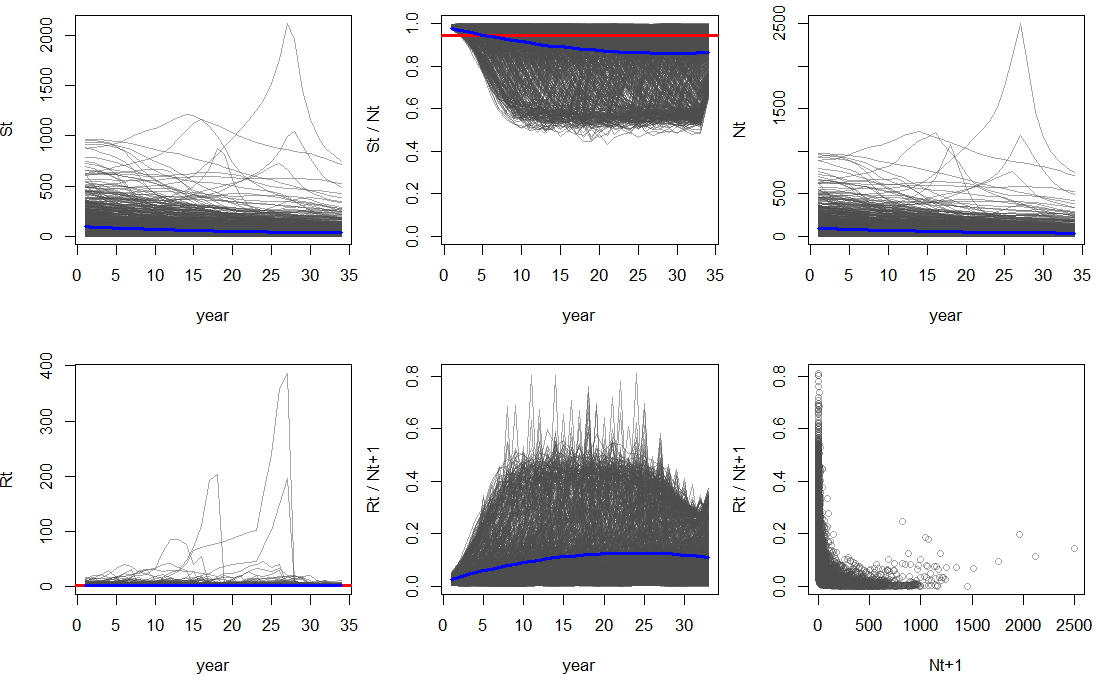 St
0 500 1000 1500 2000
0 5 10 15 20 25 30 35
year
St / Nt
0.0 0.2 0.4 0.6 0.8 1.0
0 5 10 15 20 25 30 35
year
Nt
0 500 1500 2500
0 5 10 15 20 25 30 35
year
Rt
0 100 200 300 400
0 5 10 15 20 25 30 35
year
Rt / Nt+1
0.0 0.2 0.4 0.6 0.8
0 5 10 15 20 25 30
year
Rt / Nt+1
0.0 0.2 0.4 0.6 0.8
0 500 1000 1500 2000 2500
Nt+1